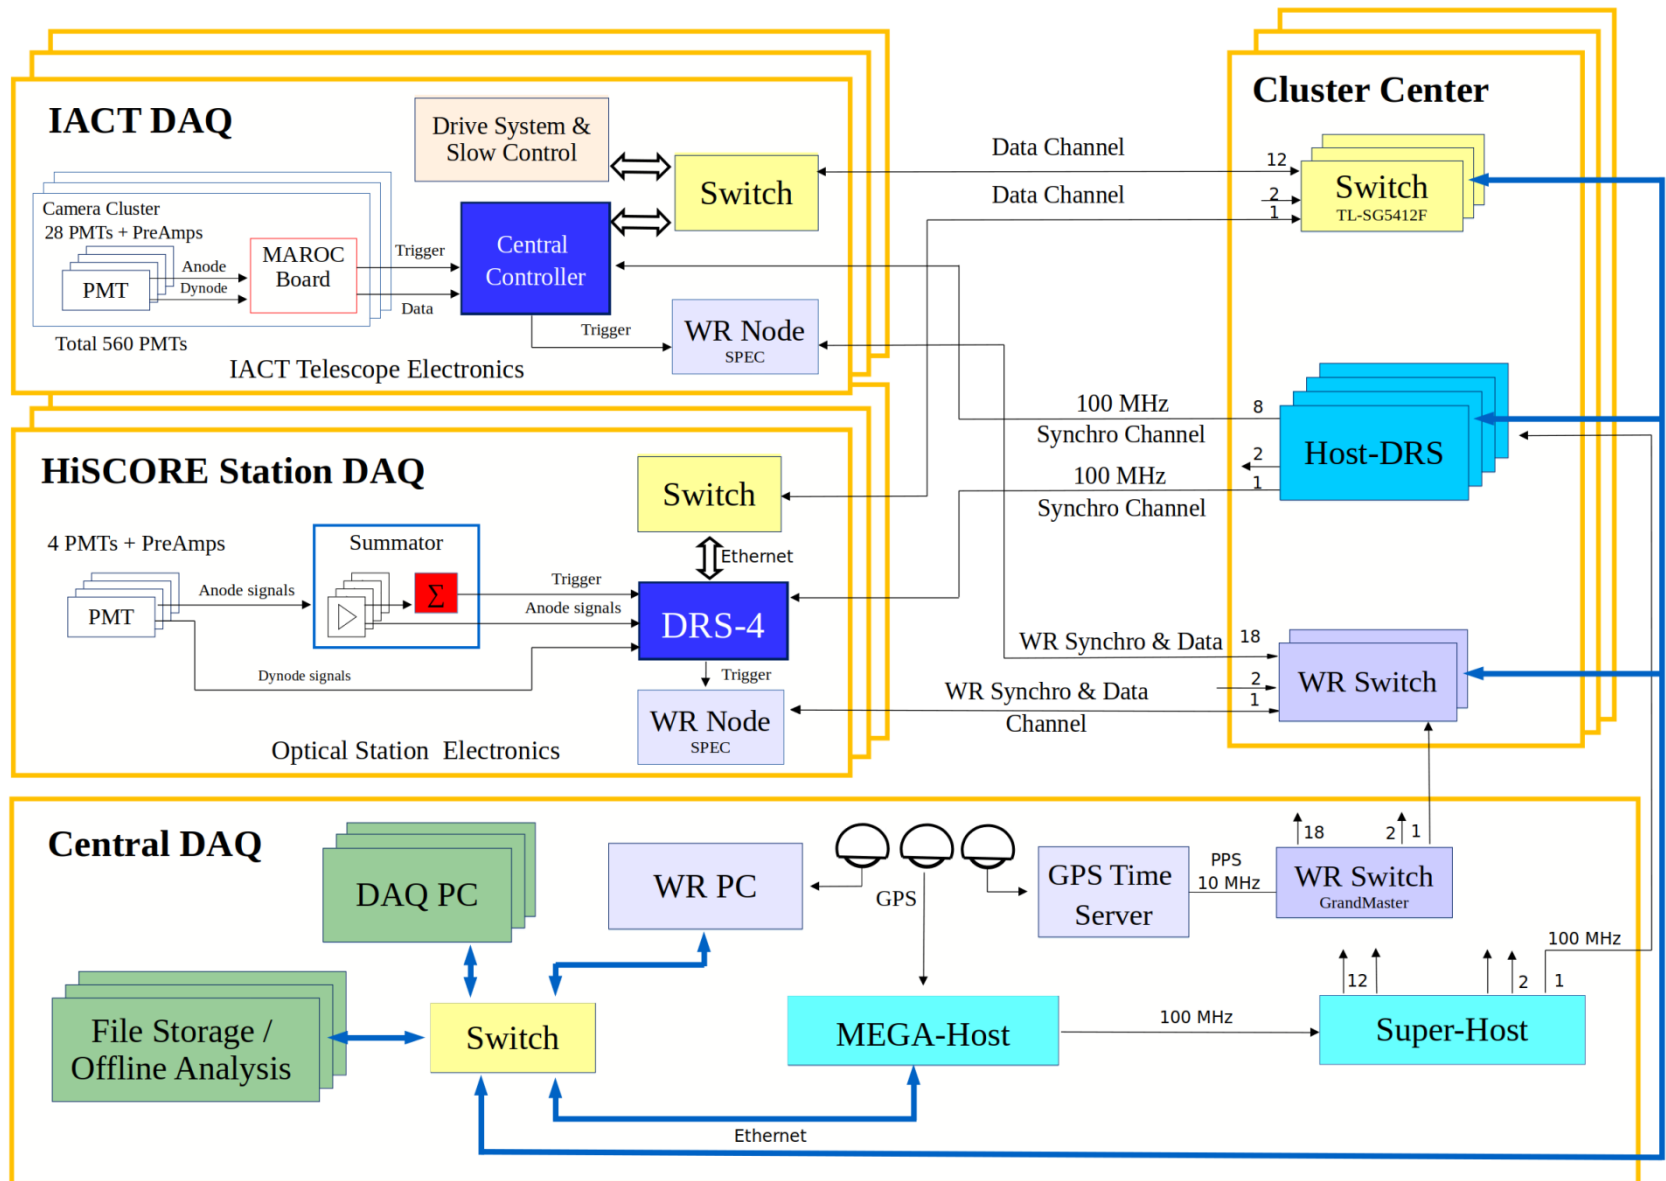 IACT DAQ
Drive System &
Slow Control
Switch
Camera Cluster
28 PMTs + PreAmps
PMT
Anode
Dynode
MAROC
Board
Trigger
Data
Central
Controller
Trigger
WR Node
SPEC
Total 560 PMTs
IACT Telescope Electronics
HiSCORE Station DAQ
Switch
Ethernet
4 PMTs + PreAmps
PMT
Anode signals
Summator
∑
Trigger
Anode signals
Dynode signals
DRS-4
Trigger
WR Node
SPEC
Optical Station Electronics
Data Channel
Data Channel
100 MHz
Synchro Channel
100 MHz
Synchro Channel
WR Synchro & Data
WR Synchro & Data
Channel
Cluster Center
12
2
1
Switch
TL-SG5412F
8
2
1
Host-DRS
18
2
1
WR Switch
Central DAQ
DAQ PC
WR PC
GPS
GPS Time
Server
PPS
10 MHz
18
2
1
WR Switch
GrandMaster
File Storage /
Offline Analysis
Switch
MEGA-Host
100 MHz
12
2
1
100 MHz
Super-Host
Ethernet